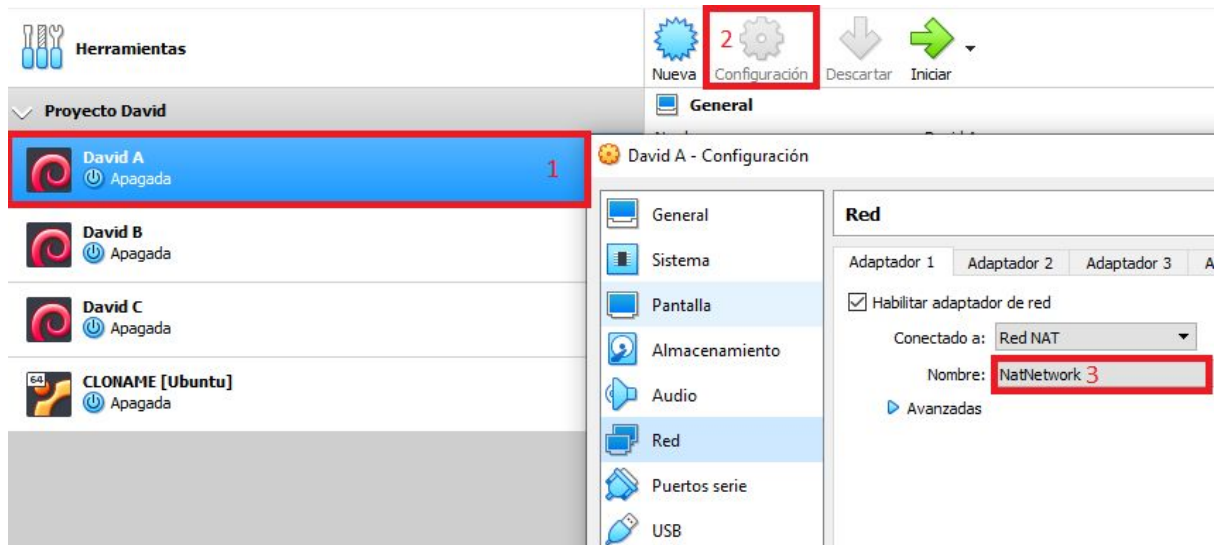 Herramientas
2
Nueva Configuración Descartar Iniciar
Proyecto David
General
David A
Apagada
1
David A - Configuración
David B
Apagada
David C
Apagada
64
CLONAME [Ubuntu]
Apagada
General
Sistema
Pantalla
Almacenamiento
Audio
Red
Puertos serie
USB
Red
Adaptador 1 Adaptador 2 Adaptador 3 A
Habilitar adaptador de red
Conectado a: Red NAT
Nombre: NatNetwork 3
Avanzadas